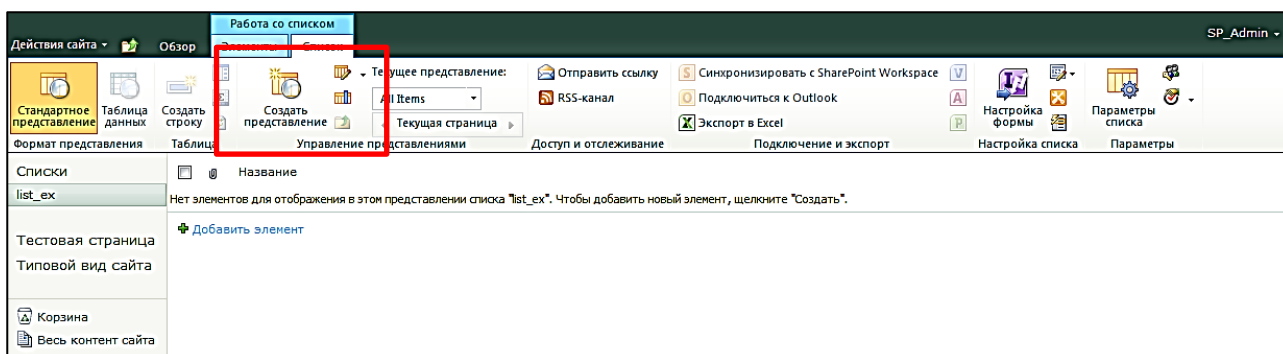 Работа со списком
Действия сайта
Обзор
Элементы
Список
SP_Admin
Стандартное представление
Таблица данных
Создать строку
Создать представление
Текущее представление:
All Items
Текущая страница
Отправить ссылку
RSS-канал
Синхронизировать с SharePoint Workspace
Подключиться к Outlook
Экспорт в Excel
Настройка формы
Параметры списка
Формат представления
Таблица
Управление представлениями
Доступ и отслеживание
Подключение и экспорт
Настройка списка
Параметры
Списки
Название
list_ex
Нет элементов для отображения в этом представлении списка "list_ex". Чтобы добавить новый элемент, щелкните "Создать".
Добавить элемент
Тестовая страница
Типовой вид сайта
Корзина
Весь контент сайта